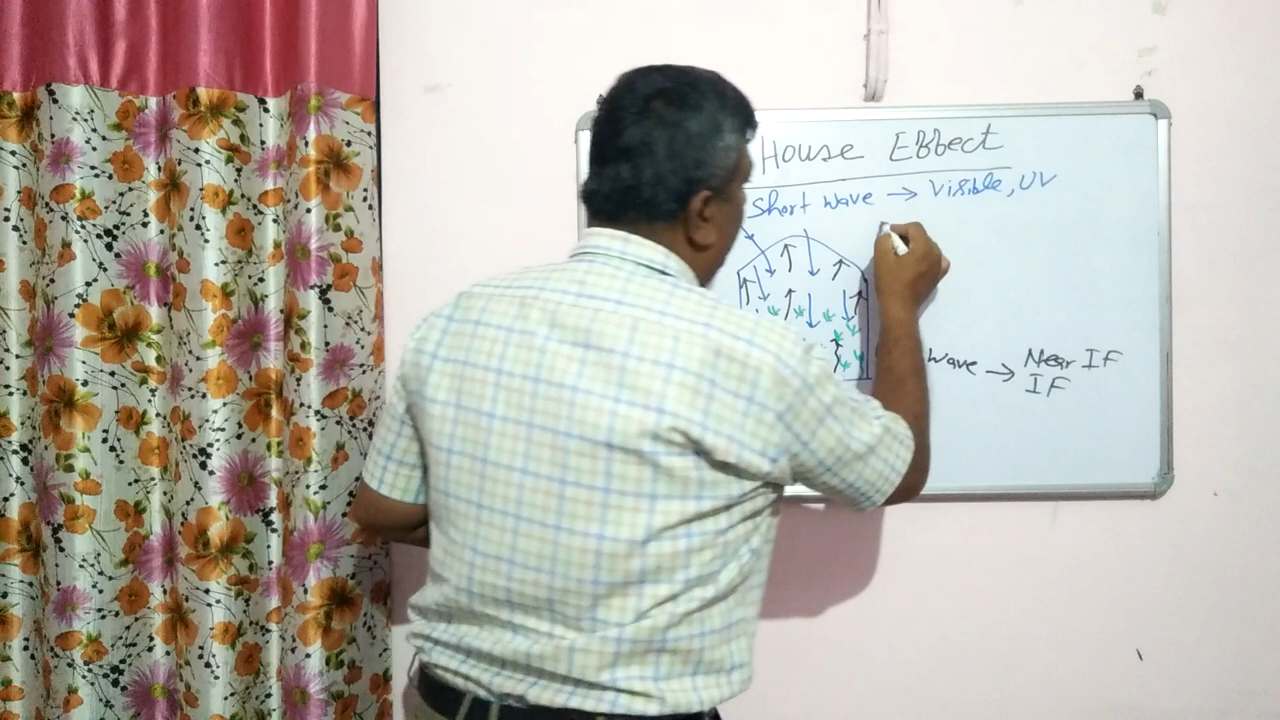 House Effect
Short Wave → Visible, UV
Wave → Near IF
IF